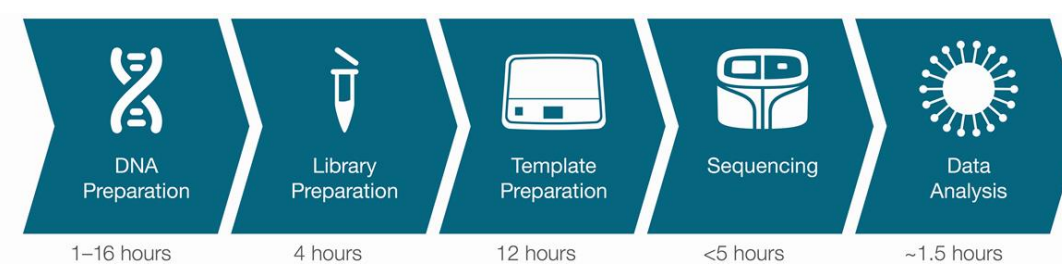 DNA
Preparation
Library
Preparation
Template
Preparation
Sequencing
Data
Analysis
1–16 hours
4 hours
12 hours
<5 hours
~1.5 hours